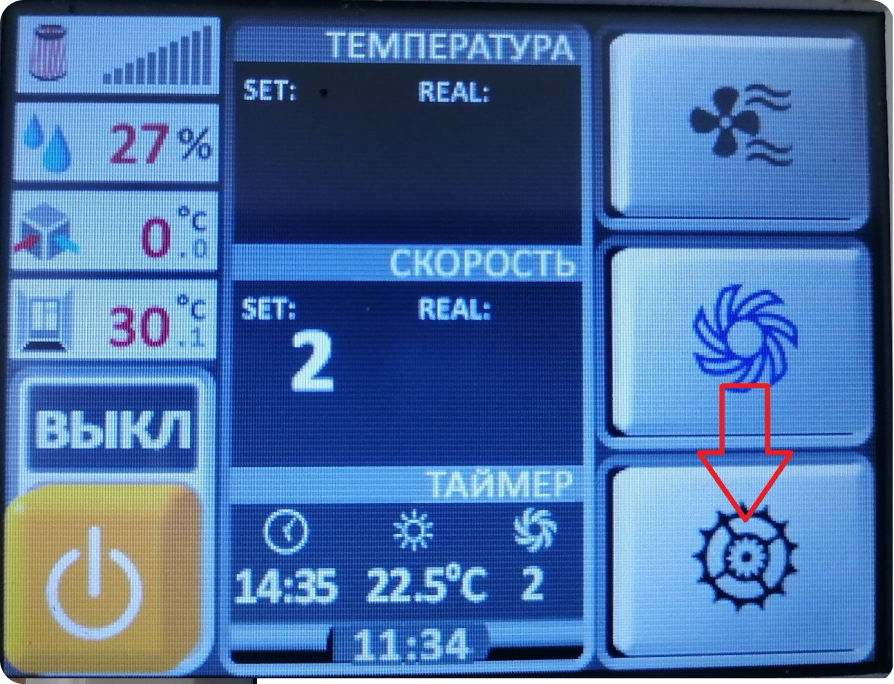 27 %
0 °C
.0
30 °C
.1
ВЫКЛ
ТЕМПЕРАТУРА
SET: REAL:
СКОРОСТЬ
SET: REAL:
2
ТАЙМЕР
14:35 22.5°C 2
11:34